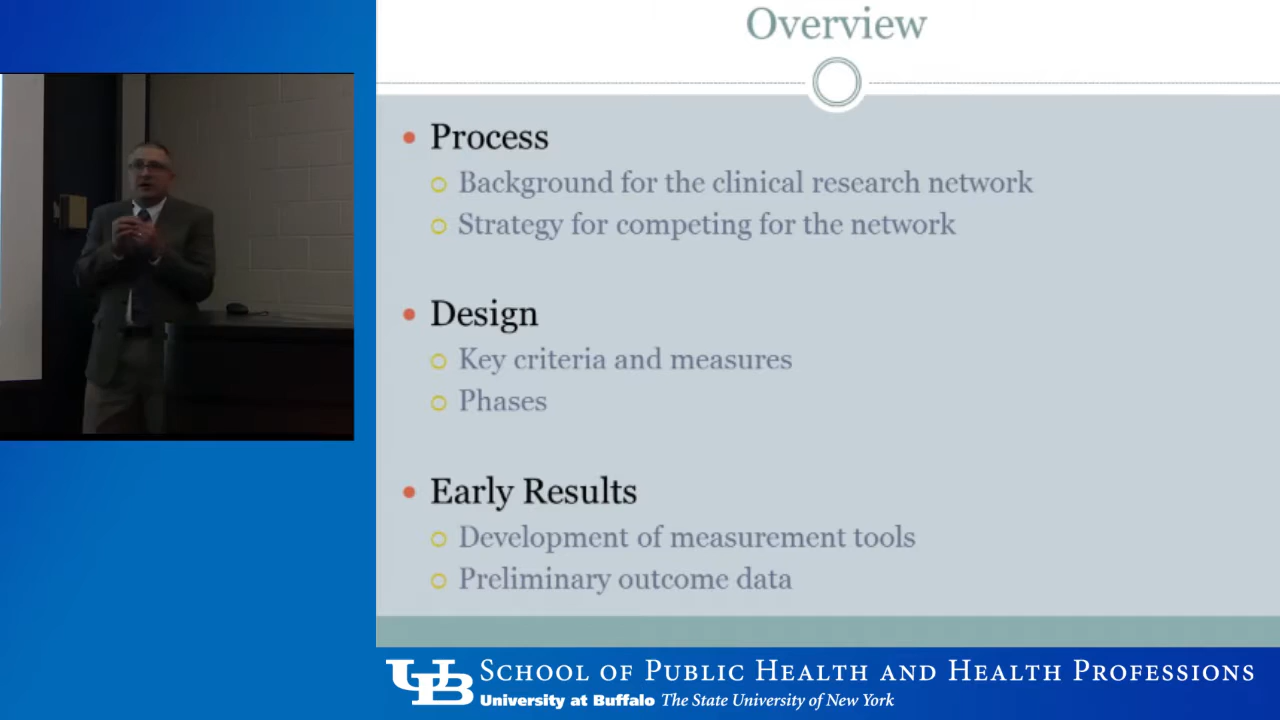 Overview
Process
Background for the clinical research network
Strategy for competing for the network
Design
Key criteria and measures
Phases
Early Results
Development of measurement tools
Preliminary outcome data
UB School of Public Health and Health Professions
University at Buffalo The State University of New York